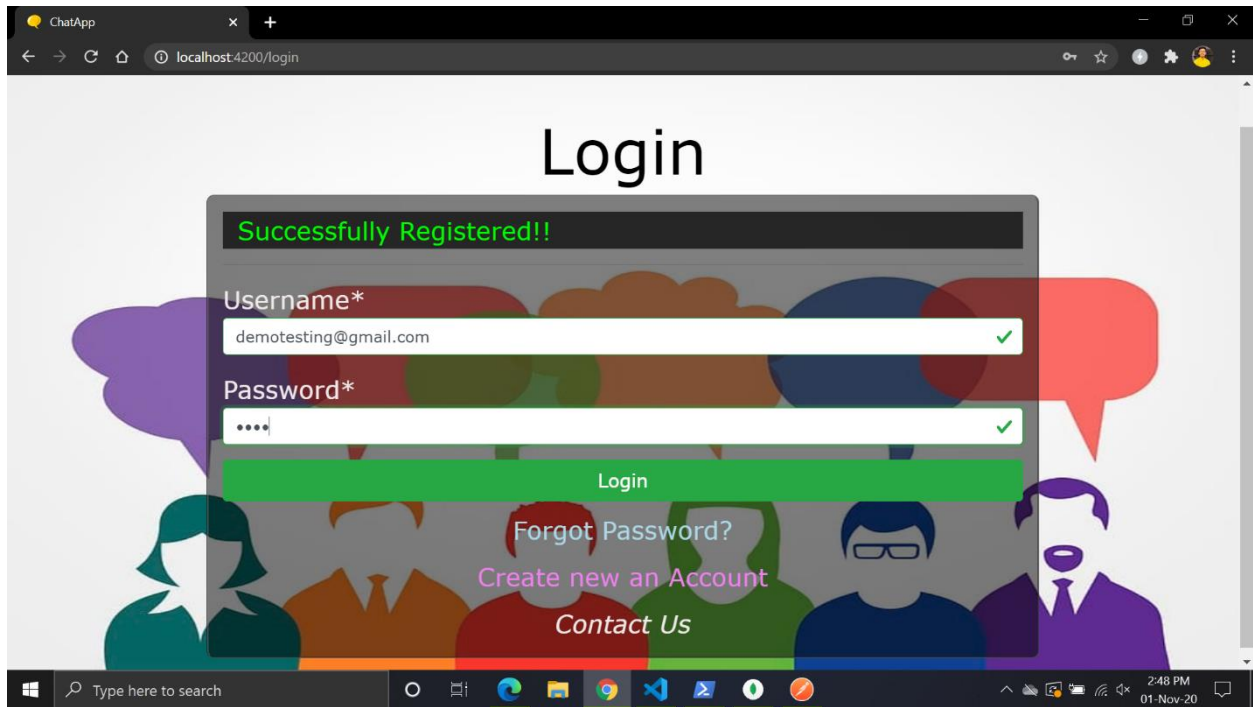 ChatApp
localhost:4200/login
Login
Successfully Registered!!
Username*
demotesting@gmail.com
Password*
••••
Login
Forgot Password?
Create new an Account
Contact Us
Type here to search
2:48 PM
01-Nov-20